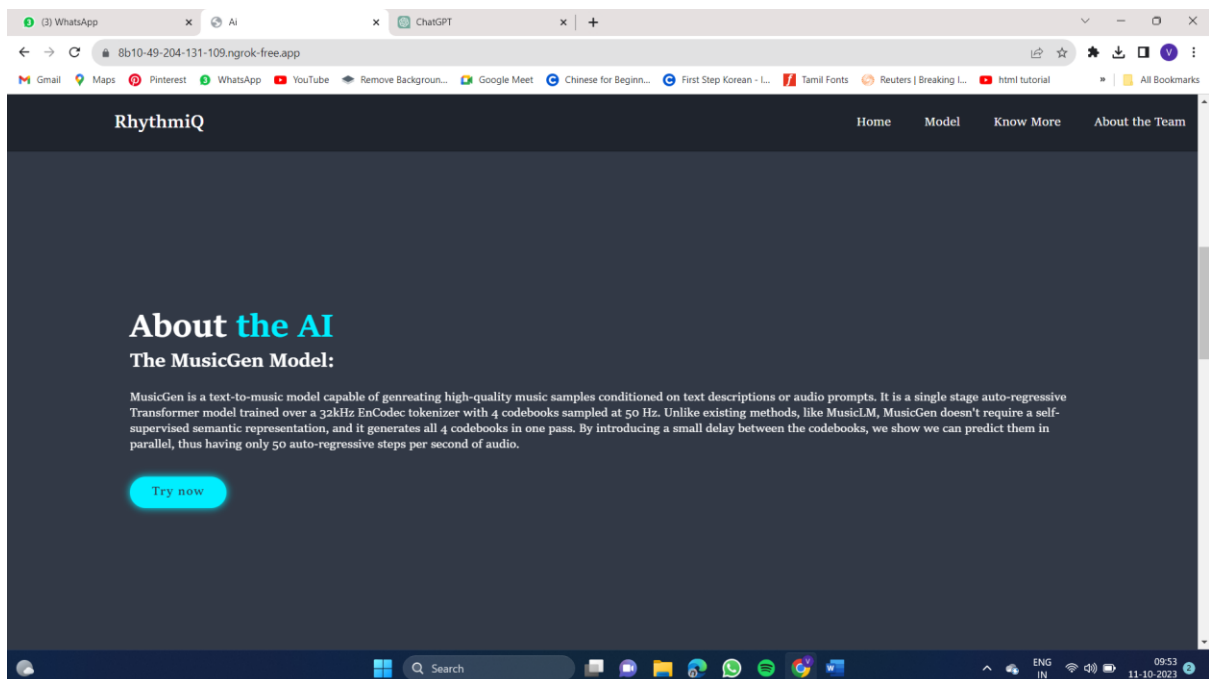 (3) WhatsApp
Ai
ChatGPT
8b10-49-204-131-109.ngrok-free.app
Gmail Maps Pinterest WhatsApp YouTube Remove Backgroun... Google Meet Chinese for Beginn... First Step Korean - I... Tamil Fonts Reuters | Breaking I... html tutorial » All Bookmarks
RhythmiQ Home Model Know More About the Team
About the AI
The MusicGen Model:
MusicGen is a text-to-music model capable of genreating high-quality music samples conditioned on text descriptions or audio prompts. It is a single stage auto-regressive
Transformer model trained over a 32kHz EnCodec tokenizer with 4 codebooks sampled at 50 Hz. Unlike existing methods, like MusicLM, MusicGen doesn't require a self-
supervised semantic representation, and it generates all 4 codebooks in one pass. By introducing a small delay between the codebooks, we show we can predict them in
parallel, thus having only 50 auto-regressive steps per second of audio.
Try now
Search
ENG
IN
09:53
11-10-2023
2